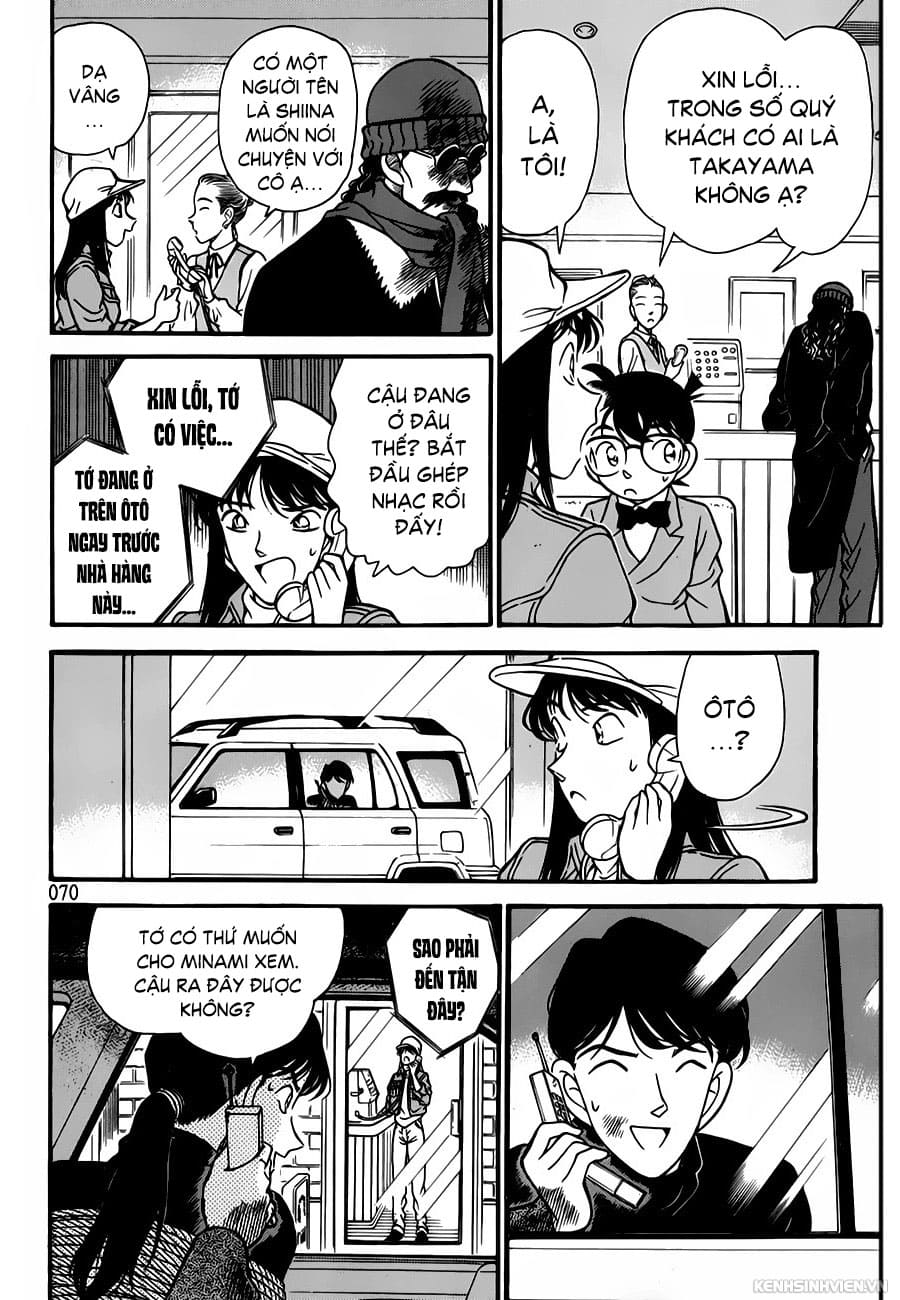 XIN LỖI...
TRONG SỐ QUÝ
KHÁCH CÓ AI LÀ
TAKAYAMA
KHÔNG Ạ?
A,
LÀ
TÔI!
CÓ MỘT
NGƯỜI TÊN
LÀ SHIINA
MUỐN NÓI
CHUYỆN VỚI
CÔ Ạ...
DẠ
VÂNG
...
CẬU ĐANG
Ở ĐÂU
THẾ? BẮT
ĐẦU GHÉP
NHẠC RỒI
ĐẤY!
XIN LỖI, TỚ
CÓ VIỆC...
TỚ ĐANG Ở
TRÊN ÔTÔ
NGAY TRƯỚC
NHÀ HÀNG
NÀY...
ÔTÔ
...?
070
SAO PHẢI
ĐẾN TẬN
ĐÂY?
TỚ CÓ THỨ MUỐN
CHO MINAMI XEM.
CẬU RA ĐÂY ĐƯỢC
KHÔNG?
KENHSINHVIEN.VN